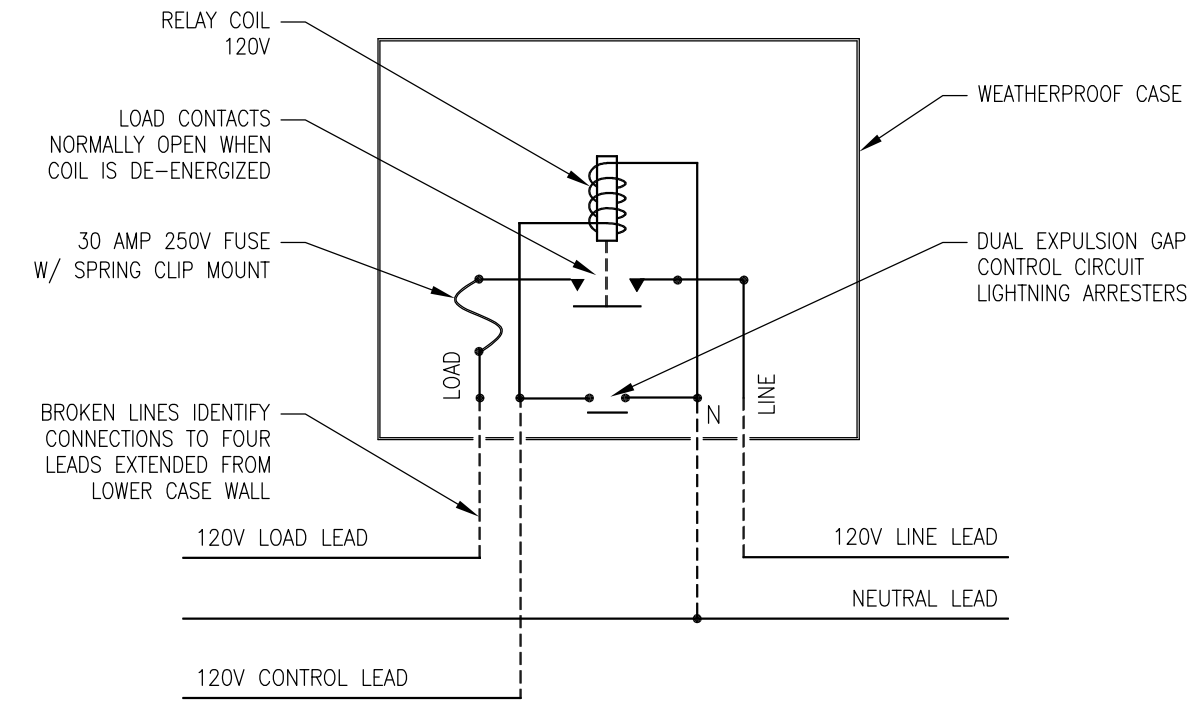 RELAY COIL
120V
LOAD CONTACTS
NORMALLY OPEN WHEN
COIL IS DE-ENERGIZED
30 AMP 250V FUSE
W/ SPRING CLIP MOUNT
BROKEN LINES IDENTIFY
CONNECTIONS TO FOUR
LEADS EXTENDED FROM
LOWER CASE WALL
WEATHERPROOF CASE
DUAL EXPULSION GAP
CONTROL CIRCUIT
LIGHTNING ARRESTERS
LOAD
N
LINE
120V LOAD LEAD
120V LINE LEAD
NEUTRAL LEAD
120V CONTROL LEAD